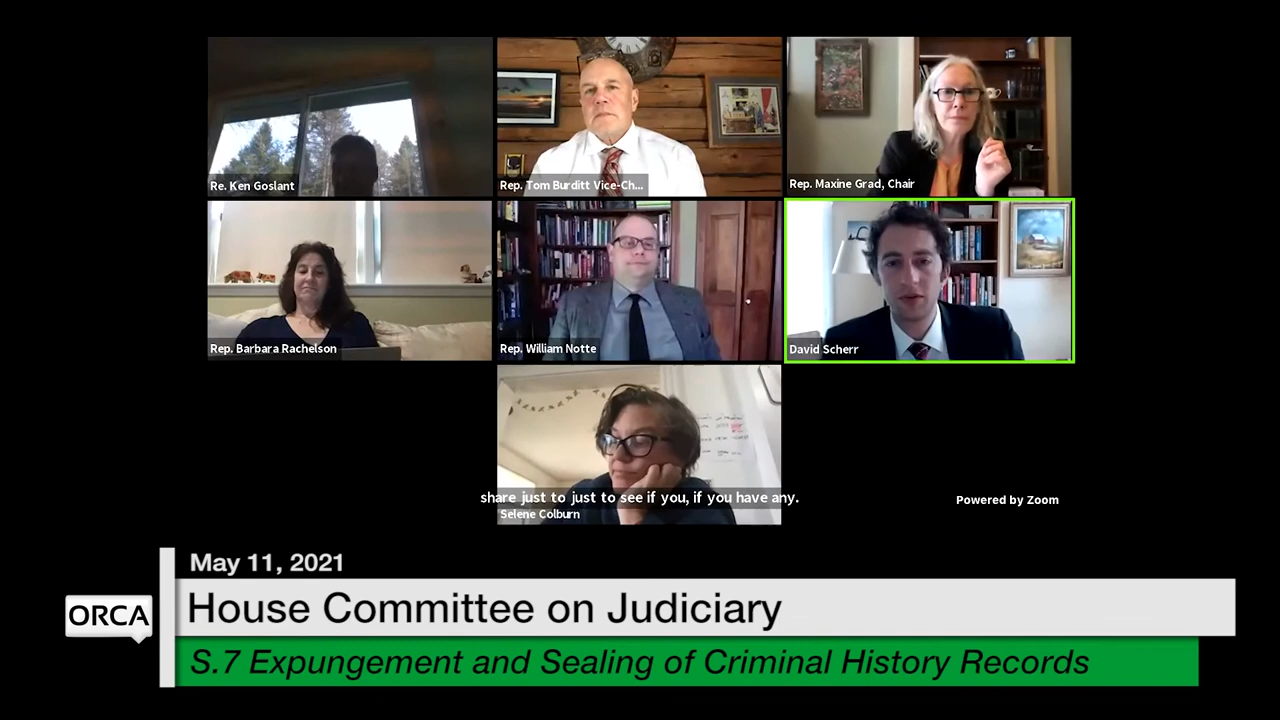 Re. Ken Goslant
Rep. Tom Burditt Vice-Ch...
Rep. Maxine Grad, Chair
Rep. Barbara Rachelson
Rep. William Notte
David Scherr
share just to just to see if you, if you have any.
Selene Colburn
Powered by Zoom
May 11, 2021
House Committee on Judiciary
ORCA
S.7 Expungement and Sealing of Criminal History Records